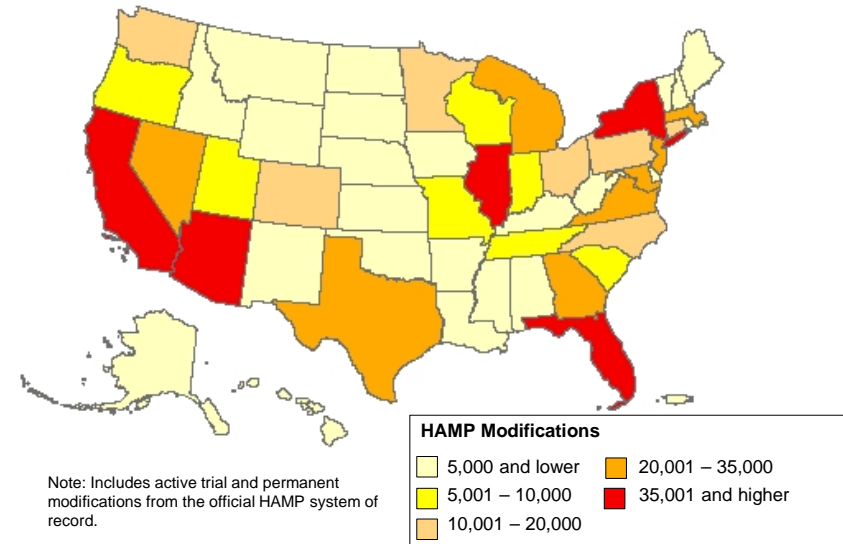 HAMP Modifications
5,000 and lower
5,001 – 10,000
10,001 – 20,000
20,001 – 35,000
35,001 and higher
Note: Includes active trial and permanent
modifications from the official HAMP system of
record.